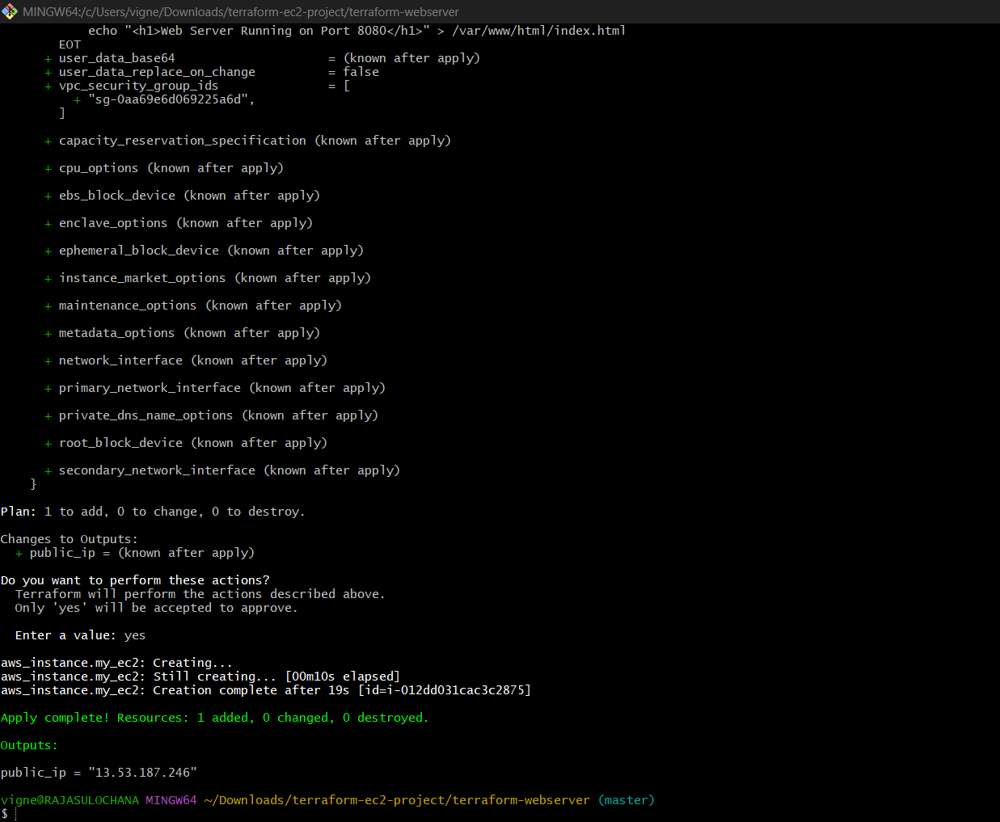 MINGW64:/c/Users/vigne/Downloads/terraform-ec2-project/terraform-webserver
echo "<h1>Web Server Running on Port 8080</h1>" > /var/www/html/index.html
EOT
+ user_data_base64 = (known after apply)
+ user_data_replace_on_change = false
+ vpc_security_group_ids = [
+ "sg-0aa69e6d069225a6d",
]
+ capacity_reservation_specification (known after apply)
+ cpu_options (known after apply)
+ ebs_block_device (known after apply)
+ enclave_options (known after apply)
+ ephemeral_block_device (known after apply)
+ instance_market_options (known after apply)
+ maintenance_options (known after apply)
+ metadata_options (known after apply)
+ network_interface (known after apply)
+ primary_network_interface (known after apply)
+ private_dns_name_options (known after apply)
+ root_block_device (known after apply)
+ secondary_network_interface (known after apply)
}
Plan: 1 to add, 0 to change, 0 to destroy.
Changes to Outputs:
+ public_ip = (known after apply)
Do you want to perform these actions?
Terraform will perform the actions described above.
Only 'yes' will be accepted to approve.
Enter a value: yes
aws_instance.my_ec2: Creating...
aws_instance.my_ec2: Still creating... [00m10s elapsed]
aws_instance.my_ec2: Creation complete after 19s [id=i-012dd031cac3c2875]
Apply complete! Resources: 1 added, 0 changed, 0 destroyed.
Outputs:
public_ip = "13.53.187.246"
vigne@RAJASULOCHANA MINGW64 ~/Downloads/terraform-ec2-project/terraform-webserver (master)
$